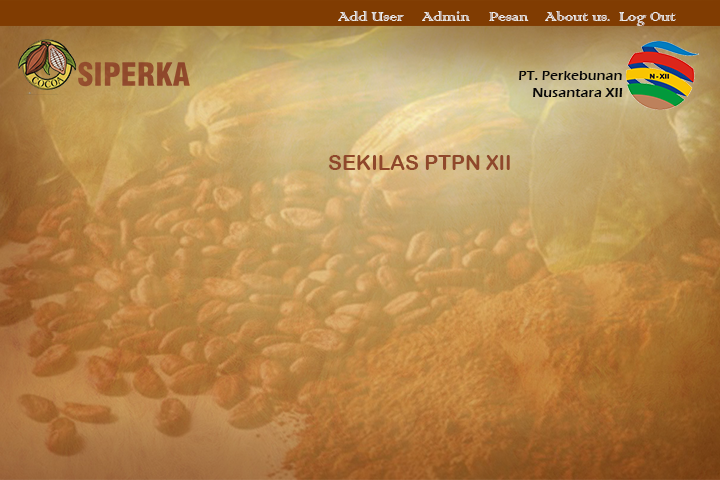 Add User Admin Pesan About us. Log Out
COCOA
SIPERKA
PT. Perkebunan
Nusantara XII
N-XII
SEKILAS PTPN XII